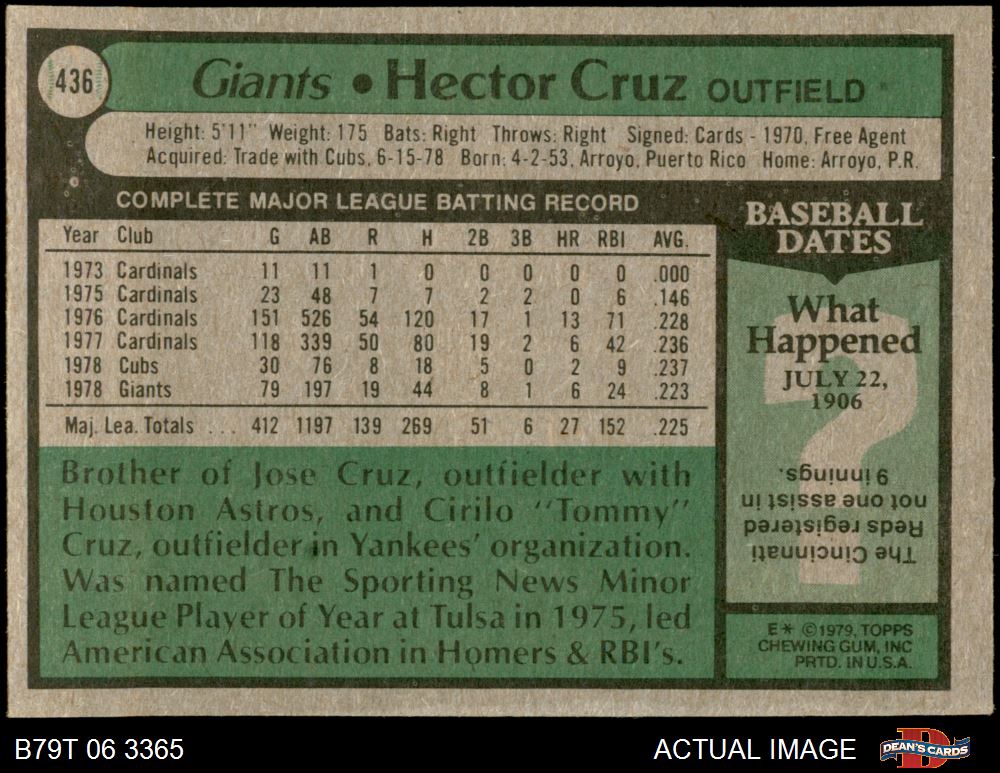 436
Giants • Hector Cruz OUTFIELD
Height: 5'11" Weight: 175 Bats: Right Throws: Right Signed: Cards - 1970, Free Agent
Acquired: Trade with Cubs, 6-15-78 Born: 4-2-53, Arroyo, Puerto Rico Home: Arroyo, P.R.
COMPLETE MAJOR LEAGUE BATTING RECORD
Year Club G AB R H 2B 3B HR RBI AVG.
1973 Cardinals 11 11 1 0 0 0 0 0 .000
1975 Cardinals 23 48 7 7 2 2 0 6 .146
1976 Cardinals 151 526 54 120 17 1 13 71 .228
1977 Cardinals 118 339 50 80 19 2 6 42 .236
1978 Cubs 30 76 8 18 5 0 2 9 .237
1978 Giants 79 197 19 44 8 1 6 24 .223
Maj. Lea. Totals ... 412 1197 139 269 51 6 27 152 .225
Brother of Jose Cruz, outfielder with
Houston Astros, and Cirilo "Tommy"
Cruz, outfielder in Yankees' organization.
Was named The Sporting News Minor
League Player of Year at Tulsa in 1975, led
American Association in Homers & RBI's.
BASEBALL
DATES
What
Happened
JULY 22,
1906
?
The Cincinnati
Reds registered
not one assist in
9 innings.
E* ©1979, TOPPS
CHEWING GUM, INC
PRTD. IN U.S.A.
B79T 06 3365
ACTUAL IMAGE
DEAN'S CARDS